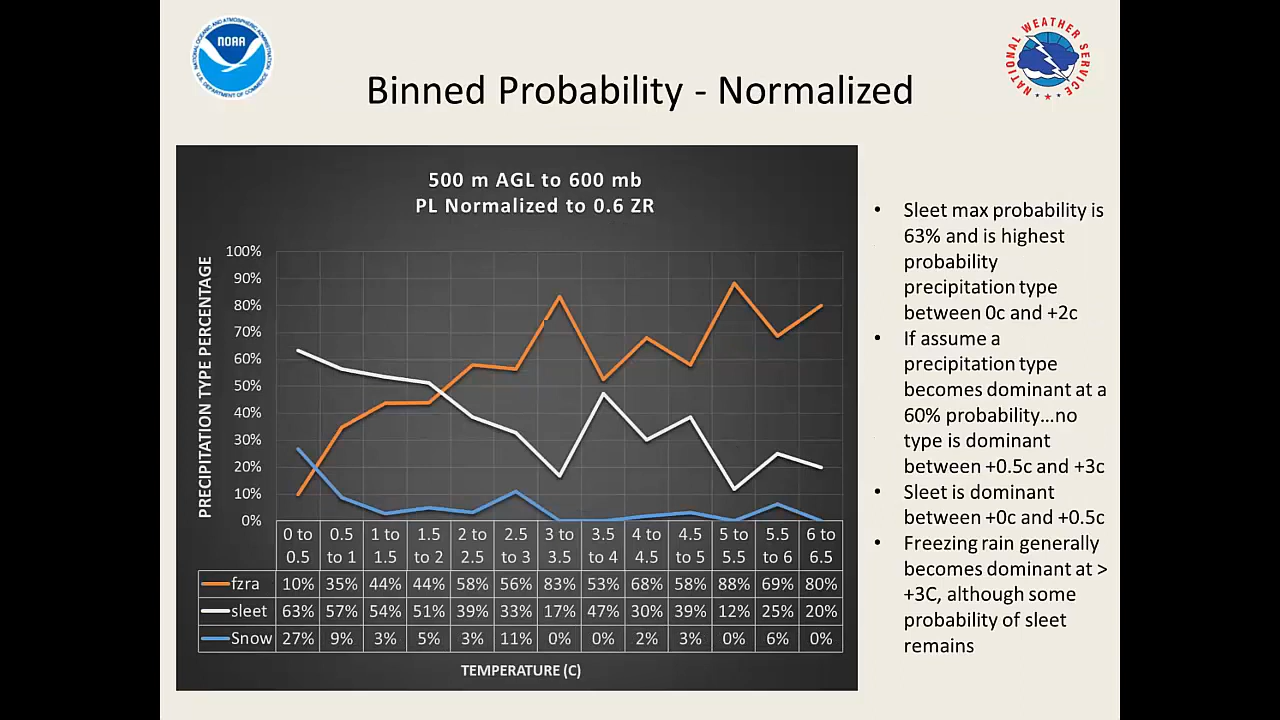 NOAA
NATIONAL OCEANIC AND ATMOSPHERIC ADMINISTRATION
U.S. DEPARTMENT OF COMMERCE
NATIONAL WEATHER SERVICE
Binned Probability - Normalized
500 m AGL to 600 mb
PL Normalized to 0.6 ZR
PRECIPITATION TYPE PERCENTAGE
100%
90%
80%
70%
60%
50%
40%
30%
20%
10%
0%
0 to 0.5 0.5 to 1 1 to 1.5 1.5 to 2 2 to 2.5 2.5 to 3 3 to 3.5 3.5 to 4 4 to 4.5 4.5 to 5 5 to 5.5 5.5 to 6 6 to 6.5
fzra 10% 35% 44% 44% 58% 56% 83% 53% 68% 58% 88% 69% 80%
sleet 63% 57% 54% 51% 39% 33% 17% 47% 30% 39% 12% 25% 20%
Snow 27% 9% 3% 5% 3% 11% 0% 0% 2% 3% 0% 6% 0%
TEMPERATURE (C)
• Sleet max probability is
63% and is highest
probability
precipitation type
between 0c and +2c
• If assume a
precipitation type
becomes dominant at a
60% probability…no
type is dominant
between +0.5c and +3c
• Sleet is dominant
between +0c and +0.5c
• Freezing rain generally
becomes dominant at >
+3C, although some
probability of sleet
remains